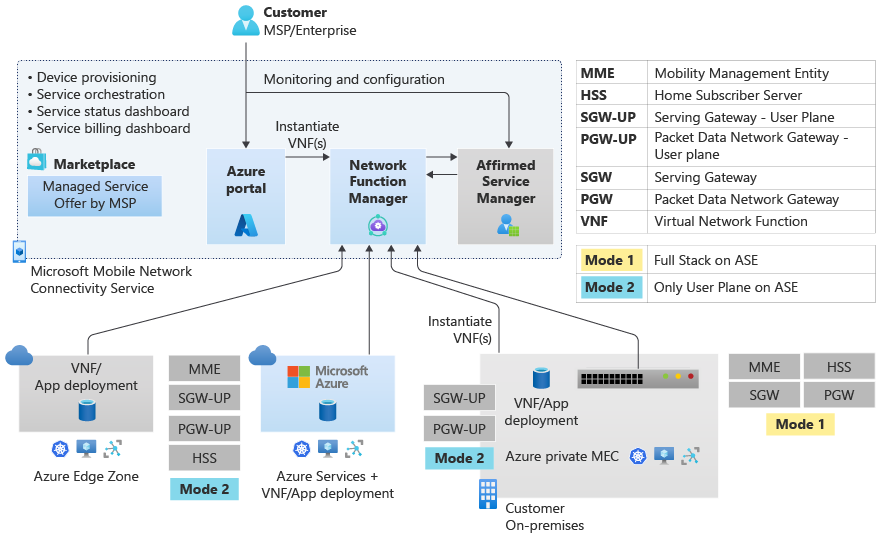 Customer
MSP/Enterprise
• Device provisioning
• Service orchestration
• Service status dashboard
• Service billing dashboard
Monitoring and configuration
Instantiate
VNF(s)
Marketplace
Managed Service
Offer by MSP
Azure
portal
Network
Function
Manager
Affirmed
Service
Manager
Microsoft Mobile Network
Connectivity Service
MME Mobility Management Entity
HSS Home Subscriber Server
SGW-UP Serving Gateway - User Plane
PGW-UP Packet Data Network Gateway -
User plane
SGW Serving Gateway
PGW Packet Data Network Gateway
VNF Virtual Network Function
Mode 1 Full Stack on ASE
Mode 2 Only User Plane on ASE
Instantiate
VNF(s)
VNF/
App deployment
Azure Edge Zone
MME
SGW-UP
PGW-UP
HSS
Mode 2
Microsoft
Azure
Azure Services +
VNF/App deployment
SGW-UP
PGW-UP
Mode 2
VNF/App
deployment
Azure private MEC
Customer
On-premises
MME HSS
SGW PGW
Mode 1